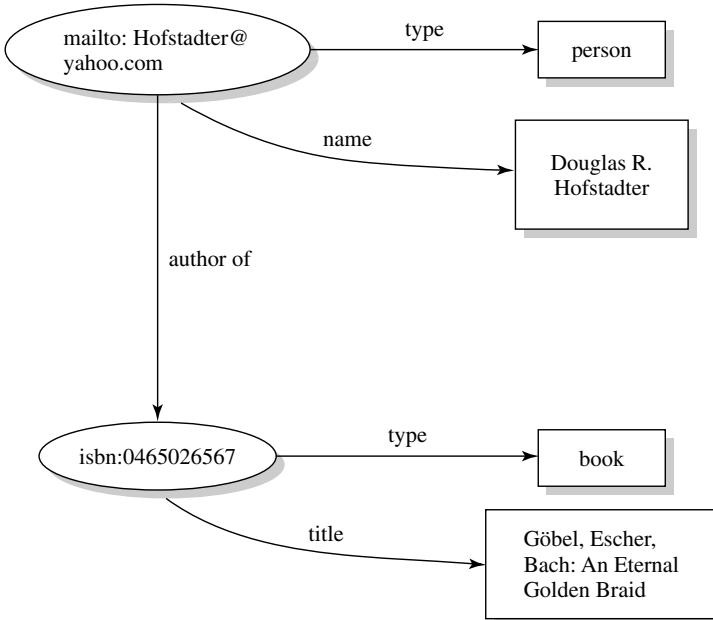 mailto: Hofstadter@
yahoo.com
type
person
name
Douglas R.
Hofstadter
author of
isbn:0465026567
type
book
title
Göbel, Escher,
Bach: An Eternal
Golden Braid